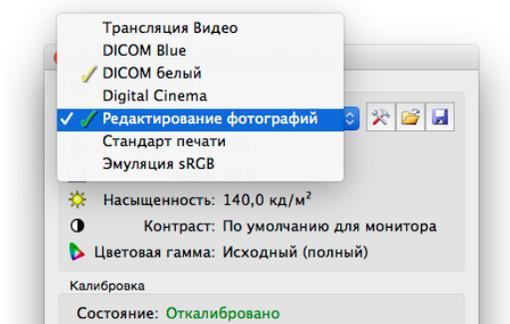 Трансляция Видео
DICOM Blue
DICOM белый
Digital Cinema
Редактирование фотографий
Стандарт печати
Эмуляция sRGB
Насыщенность: 140,0 кд/м²
Контраст: По умолчанию для монитора
Цветовая гамма: Исходный (полный)
Калибровка
Состояние: Откалибровано